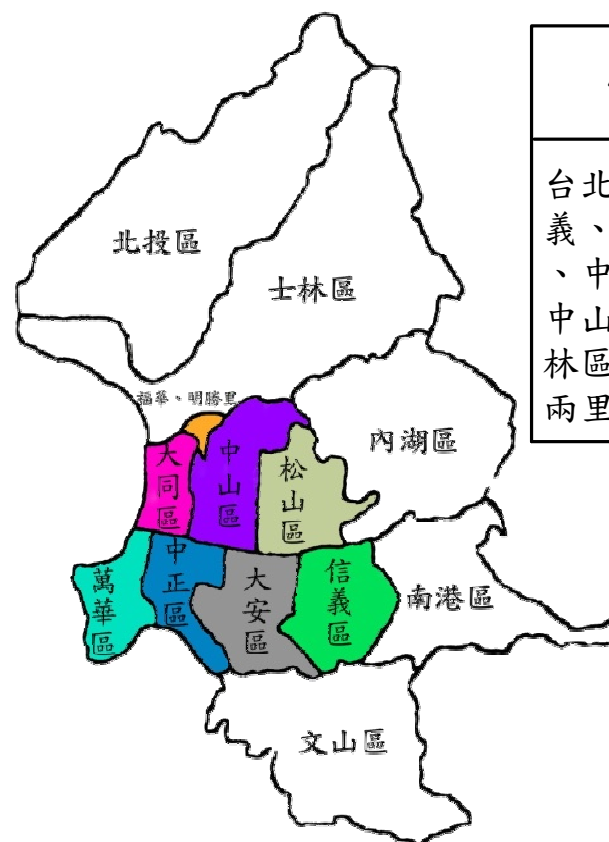 北投區
士林區
台北
義、
、中
中山
林區
兩里
福華、明勝里
大同區
中山區
松山區
內湖區
萬華區
中正區
大安區
信義區
南港區
文山區